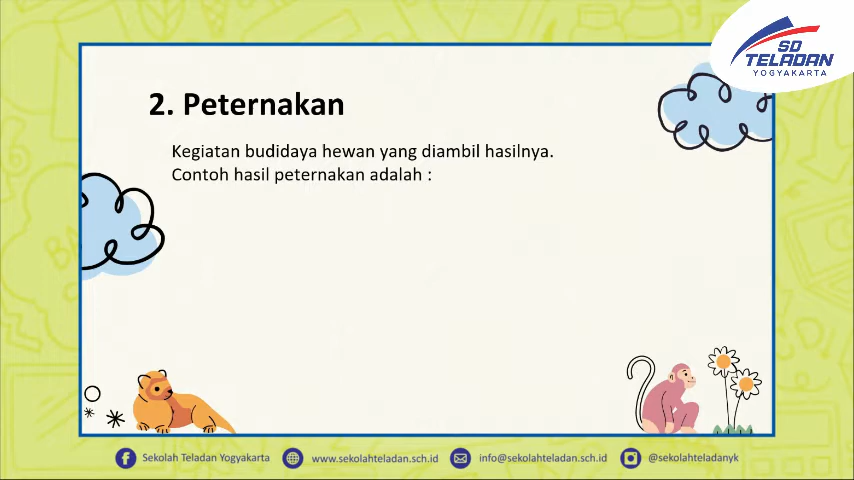 SD
TELADAN
YOGYAKARTA
2. Peternakan
Kegiatan budidaya hewan yang diambil hasilnya.
Contoh hasil peternakan adalah :
Sekolah Teladan Yogyakarta
www.sekolahteladan.sch.id
info@sekolahteladan.sch.id
@sekolahteladanyk